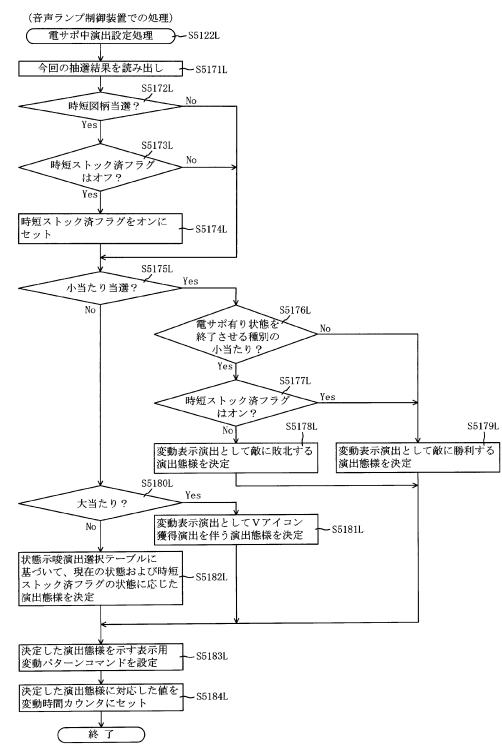 (音声ランプ制御装置での処理)
電サポ中演出設定処理
S5122L
今回の抽選結果を読み出し
S5171L
S5172L
時短図柄当選？
No
Yes
S5173L
時短ストック済フラグ
はオフ？
No
Yes
時短ストック済フラグをオンに
セット
S5174L
S5175L
小当たり当選？
Yes
No
S5176L
電サポ有り状態を
終了させる種別の
小当たり？
No
Yes
S5177L
時短ストック済フラグ
はオン？
Yes
No
S5178L
変動表示演出として敵に敗北する
演出態様を決定
S5179L
変動表示演出として敵に勝利する
演出態様を決定
S5180L
大当たり？
Yes
No
変動表示演出としてＶアイコン
獲得演出を伴う演出態様を決定
S5181L
状態示唆演出選択テーブルに
基づいて、現在の状態および時短
ストック済フラグの状態に応じた
演出態様を決定
S5182L
決定した演出態様を示す表示用
変動パターンコマンドを設定
S5183L
決定した演出態様に対応した値を
変動時間カウンタにセット
S5184L
終了